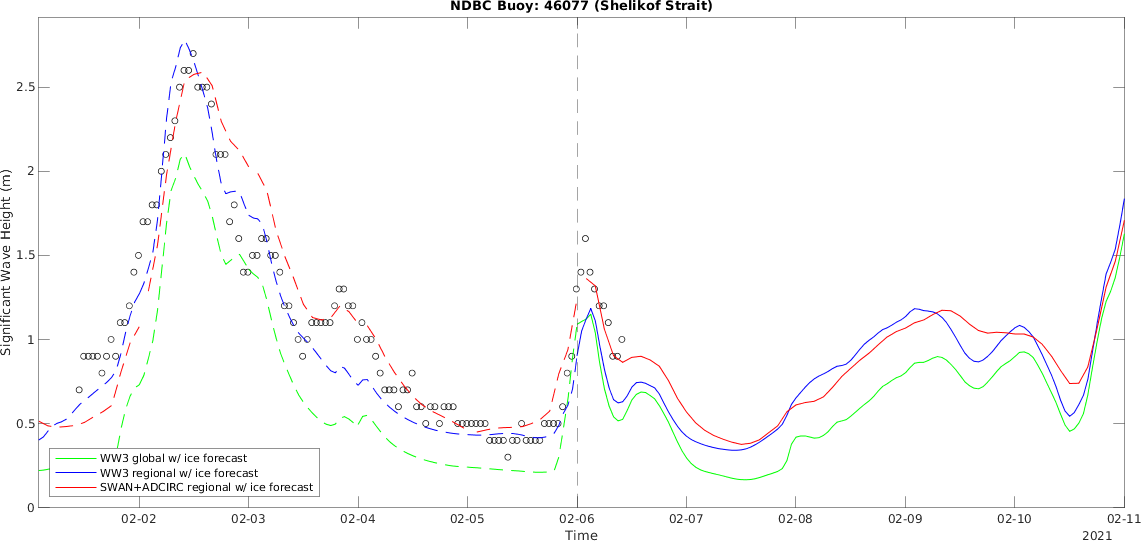 NDBC Buoy: 46077 (Shelikof Strait)
Significant Wave Height (m)
2.5
2
1.5
1
0.5
0
WW3 global w/ ice forecast
WW3 regional w/ ice forecast
SWAN+ADCIRC regional w/ ice forecast
02-02 02-03 02-04 02-05 02-06 02-07 02-08 02-09 02-10 02-11
Time
2021